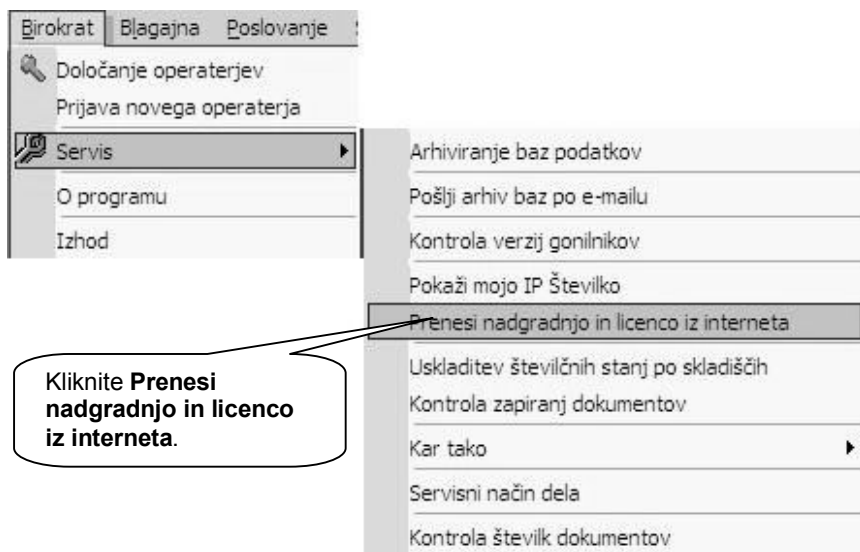 Birokrat Blagajna Poslovanje
Določanje operaterjev
Prijava novega operaterja
Servis
O programu
Izhod
Arhiviranje baz podatkov
Pošlji arhiv baz po e-mailu
Kontrola verzij gonilnikov
Pokaži mojo IP Številko
Prenesi nadgradnjo in licenco iz interneta
Uskladitev številčnih stanj po skladiščih
Kontrola zapiranj dokumentov
Kar tako
Servisni način dela
Kontrola številk dokumentov
Kliknite Prenesi
nadgradnjo in licenco
iz interneta.